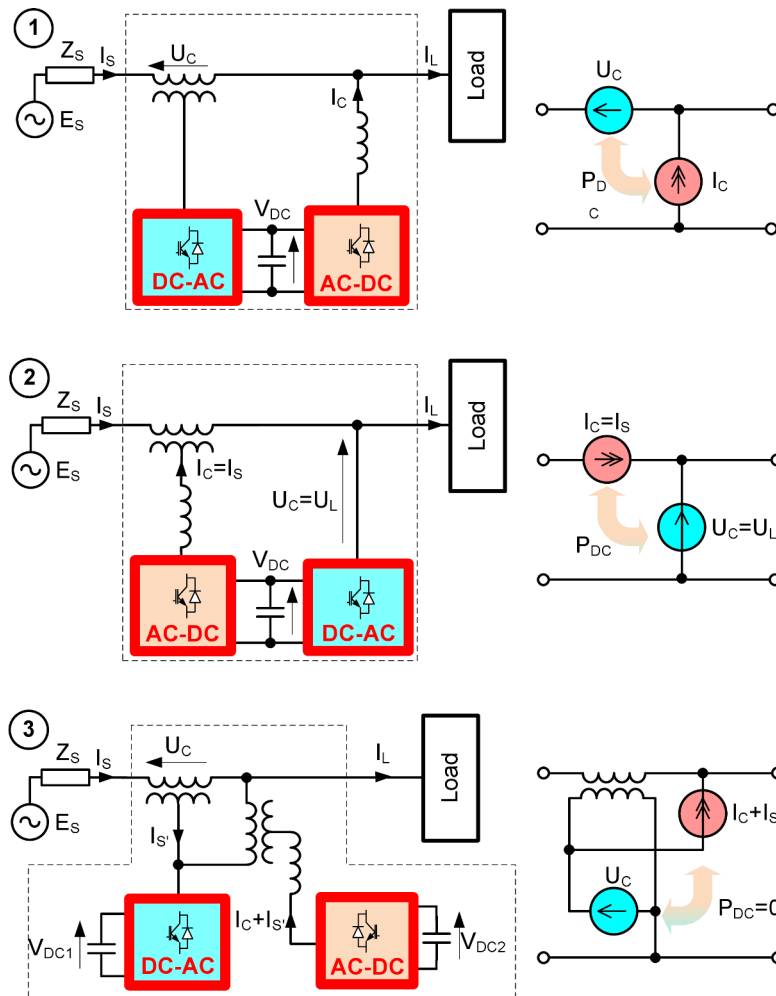 1
Z_S
I_S
U_C
I_L
Load
E_S
I_C
V_DC
DC-AC
AC-DC
U_C
P_D
C
I_C
2
Z_S
I_S
I_L
Load
E_S
I_C=I_S
U_C=U_L
V_DC
AC-DC
DC-AC
I_C=I_S
P_DC
U_C=U_L
3
Z_S
I_S
U_C
I_L
Load
E_S
I_S'
I_C+I_S'
V_DC1
DC-AC
AC-DC
V_DC2
I_C+I_S
U_C
P_DC=0